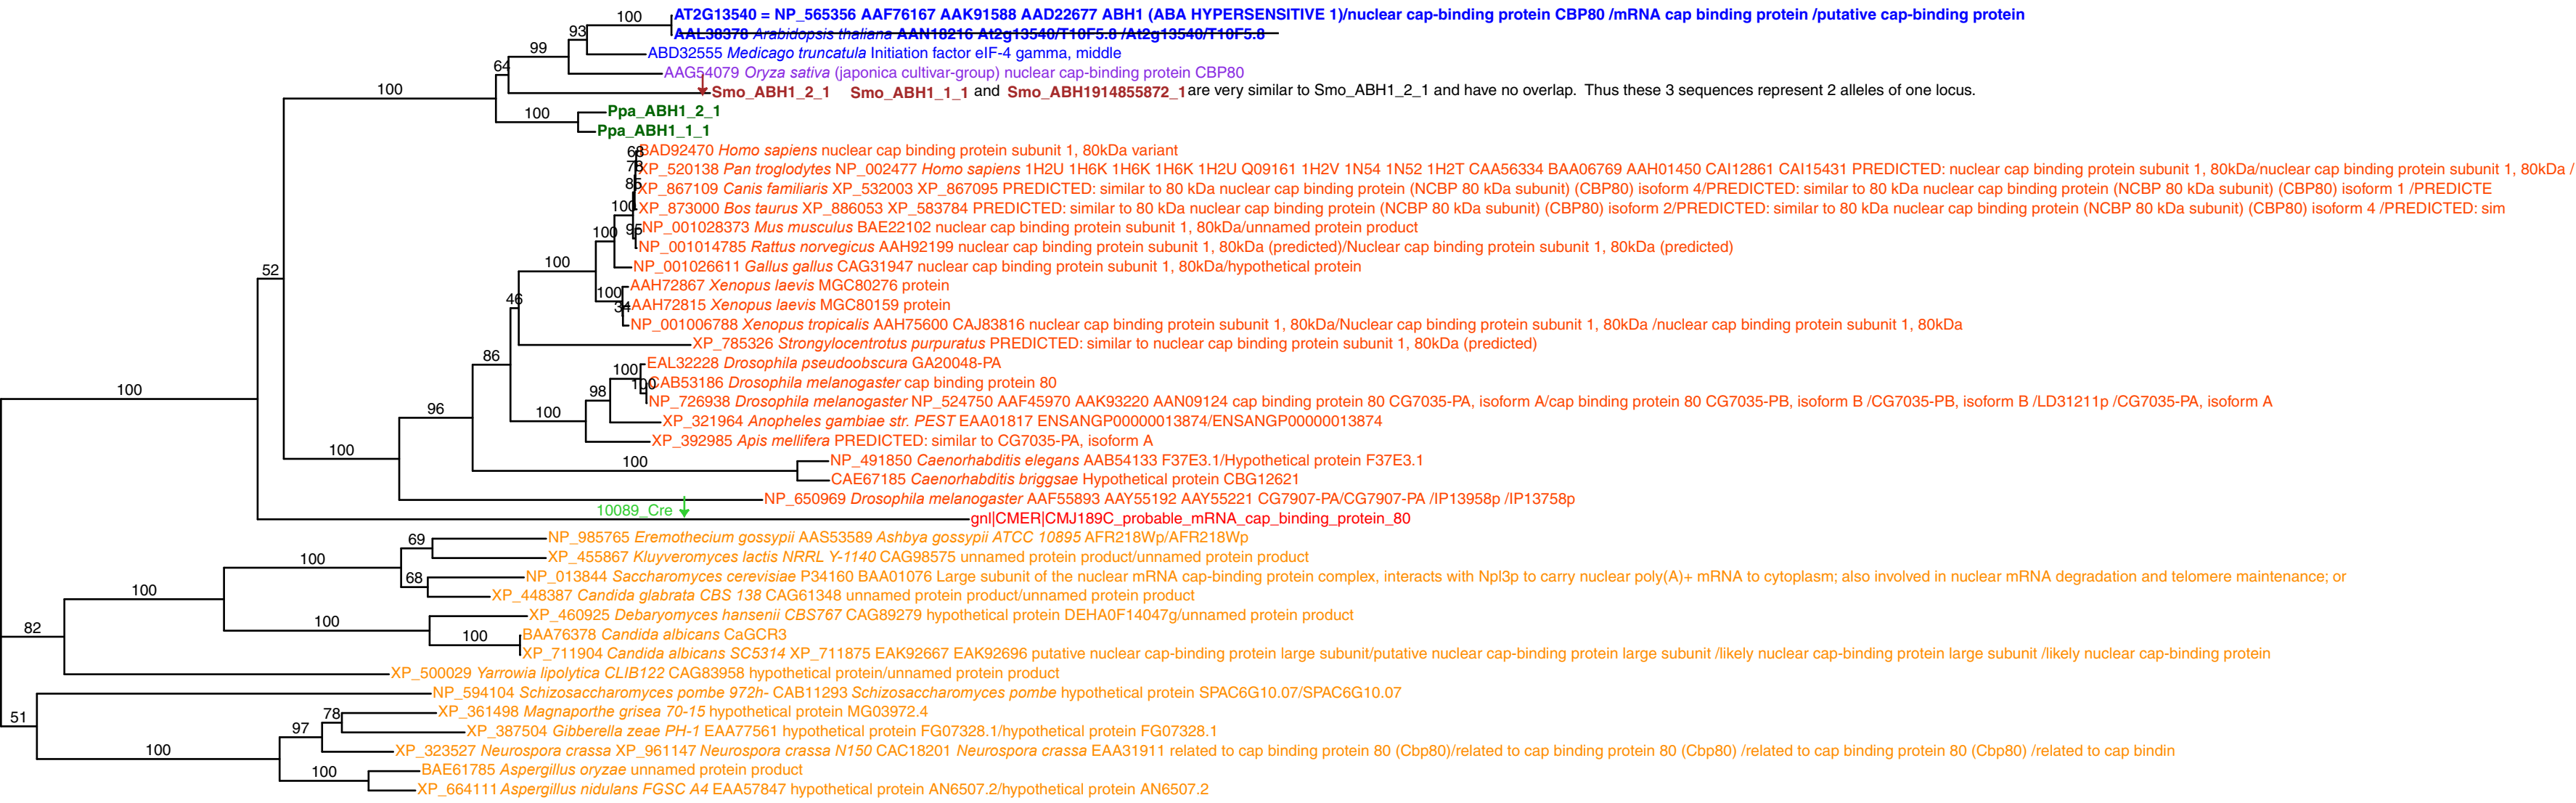 100
AT2G13540 = NP_565356 AAF76167 AAK91588 AAD22677 ABH1 (ABA HYPERSENSITIVE 1)/nuclear cap-binding protein CBP80 /mRNA cap binding protein /putative cap-binding protein
93
AAL38378 Arabidopsis thaliana AAN18216 At2g13540/T10F5.8 /At2g13540/T10F5.8
99
ABD32555 Medicago truncatula Initiation factor eIF-4 gamma, middle
64
AAG54079 Oryza sativa (japonica cultivar-group) nuclear cap-binding protein CBP80
100
Smo_ABH1_2_1 Smo_ABH1_1_1 and Smo_ABH1914855872_1 are very similar to Smo_ABH1_2_1 and have no overlap. Thus these 3 sequences represent 2 alleles of one locus.
100
Ppa_ABH1_2_1
Ppa_ABH1_1_1
68
BAD92470 Homo sapiens nuclear cap binding protein subunit 1, 80kDa variant
78
XP_520138 Pan troglodytes NP_002477 Homo sapiens 1H2U 1H6K 1H6K 1H6K 1H2U Q09161 1H2V 1N54 1N52 1H2T CAA56334 BAA06769 AAH01450 CAI12861 CAI15431 PREDICTED: nuclear cap binding protein subunit 1, 80kDa/nuclear cap binding protein subunit 1, 80kDa /
85
XP_867109 Canis familiaris XP_532003 XP_867095 PREDICTED: similar to 80 kDa nuclear cap binding protein (NCBP 80 kDa subunit) (CBP80) isoform 4/PREDICTED: similar to 80 kDa nuclear cap binding protein (NCBP 80 kDa subunit) (CBP80) isoform 1 /PREDICTE
100
XP_873000 Bos taurus XP_886053 XP_583784 PREDICTED: similar to 80 kDa nuclear cap binding protein (NCBP 80 kDa subunit) (CBP80) isoform 2/PREDICTED: similar to 80 kDa nuclear cap binding protein (NCBP 80 kDa subunit) (CBP80) isoform 4 /PREDICTED: sim
100
95
NP_001028373 Mus musculus BAE22102 nuclear cap binding protein subunit 1, 80kDa/unnamed protein product
NP_001014785 Rattus norvegicus AAH92199 nuclear cap binding protein subunit 1, 80kDa (predicted)/Nuclear cap binding protein subunit 1, 80kDa (predicted)
100
NP_001026611 Gallus gallus CAG31947 nuclear cap binding protein subunit 1, 80kDa/hypothetical protein
52
AAH72867 Xenopus laevis MGC80276 protein
100
46
34
AAH72815 Xenopus laevis MGC80159 protein
NP_001006788 Xenopus tropicalis AAH75600 CAJ83816 nuclear cap binding protein subunit 1, 80kDa/Nuclear cap binding protein subunit 1, 80kDa /nuclear cap binding protein subunit 1, 80kDa
XP_785326 Strongylocentrotus purpuratus PREDICTED: similar to nuclear cap binding protein subunit 1, 80kDa (predicted)
86
EAL32228 Drosophila pseudoobscura GA20048-PA
100
100
CAB53186 Drosophila melanogaster cap binding protein 80
100
98
NP_726938 Drosophila melanogaster NP_524750 AAF45970 AAK93220 AAN09124 cap binding protein 80 CG7035-PA, isoform A/cap binding protein 80 CG7035-PB, isoform B /CG7035-PB, isoform B /LD31211p /CG7035-PA, isoform A
96
100
XP_321964 Anopheles gambiae str. PEST EAA01817 ENSANGP00000013874/ENSANGP00000013874
XP_392985 Apis mellifera PREDICTED: similar to CG7035-PA, isoform A
100
100
NP_491850 Caenorhabditis elegans AAB54133 F37E3.1/Hypothetical protein F37E3.1
CAE67185 Caenorhabditis briggsae Hypothetical protein CBG12621
NP_650969 Drosophila melanogaster AAF55893 AAY55192 AAY55221 CG7907-PA/CG7907-PA /IP13958p /IP13758p
10089_Cre
gnl|CMER|CMJ189C_probable_mRNA_cap_binding_protein_80
69
NP_985765 Eremothecium gossypii AAS53589 Ashbya gossypii ATCC 10895 AFR218Wp/AFR218Wp
100
XP_455867 Kluyveromyces lactis NRRL Y-1140 CAG98575 unnamed protein product/unnamed protein product
68
NP_013844 Saccharomyces cerevisiae P34160 BAA01076 Large subunit of the nuclear mRNA cap-binding protein complex, interacts with Npl3p to carry nuclear poly(A)+ mRNA to cytoplasm; also involved in nuclear mRNA degradation and telomere maintenance; or
100
XP_448387 Candida glabrata CBS 138 CAG61348 unnamed protein product/unnamed protein product
XP_460925 Debaryomyces hansenii CBS767 CAG89279 hypothetical protein DEHA0F14047g/unnamed protein product
82
100
100
BAA76378 Candida albicans CaGCR3
XP_711904 Candida albicans SC5314 XP_711875 EAK92667 EAK92696 putative nuclear cap-binding protein large subunit/putative nuclear cap-binding protein large subunit /likely nuclear cap-binding protein large subunit /likely nuclear cap-binding protein
XP_500029 Yarrowia lipolytica CLIB122 CAG83958 hypothetical protein/unnamed protein product
NP_594104 Schizosaccharomyces pombe 972h- CAB11293 Schizosaccharomyces pombe hypothetical protein SPAC6G10.07/SPAC6G10.07
51
78
XP_361498 Magnaporthe grisea 70-15 hypothetical protein MG03972.4
97
XP_387504 Gibberella zeae PH-1 EAA77561 hypothetical protein FG07328.1/hypothetical protein FG07328.1
100
XP_323527 Neurospora crassa XP_961147 Neurospora crassa N150 CAC18201 Neurospora crassa EAA31911 related to cap binding protein 80 (Cbp80)/related to cap binding protein 80 (Cbp80) /related to cap binding protein 80 (Cbp80) /related to cap bindin
100
BAE61785 Aspergillus oryzae unnamed protein product
XP_664111 Aspergillus nidulans FGSC A4 EAA57847 hypothetical protein AN6507.2/hypothetical protein AN6507.2